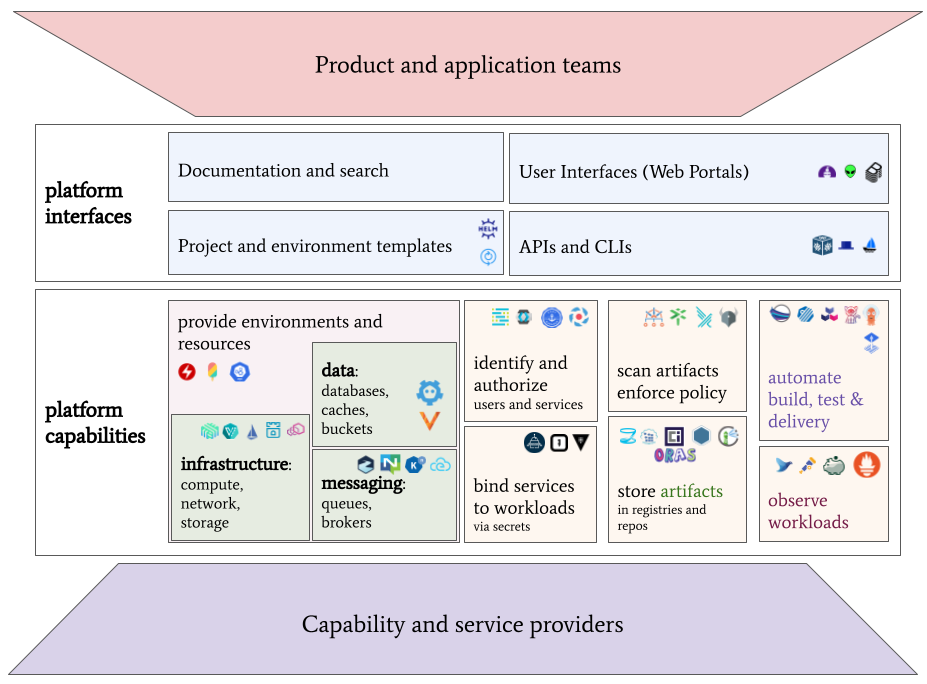 Product and application teams
platform
interfaces
Documentation and search
User Interfaces (Web Portals)
Project and environment templates
HELM
APIs and CLIs
platform
capabilities
provide environments and
resources
data:
databases,
caches,
buckets
infrastructure:
compute,
network,
storage
messaging:
queues,
brokers
identify and
authorize
users and services
bind services
to workloads
via secrets
scan artifacts
enforce policy
ORAS
store artifacts
in registries and
repos
automate
build, test &
delivery
observe
workloads
Capability and service providers